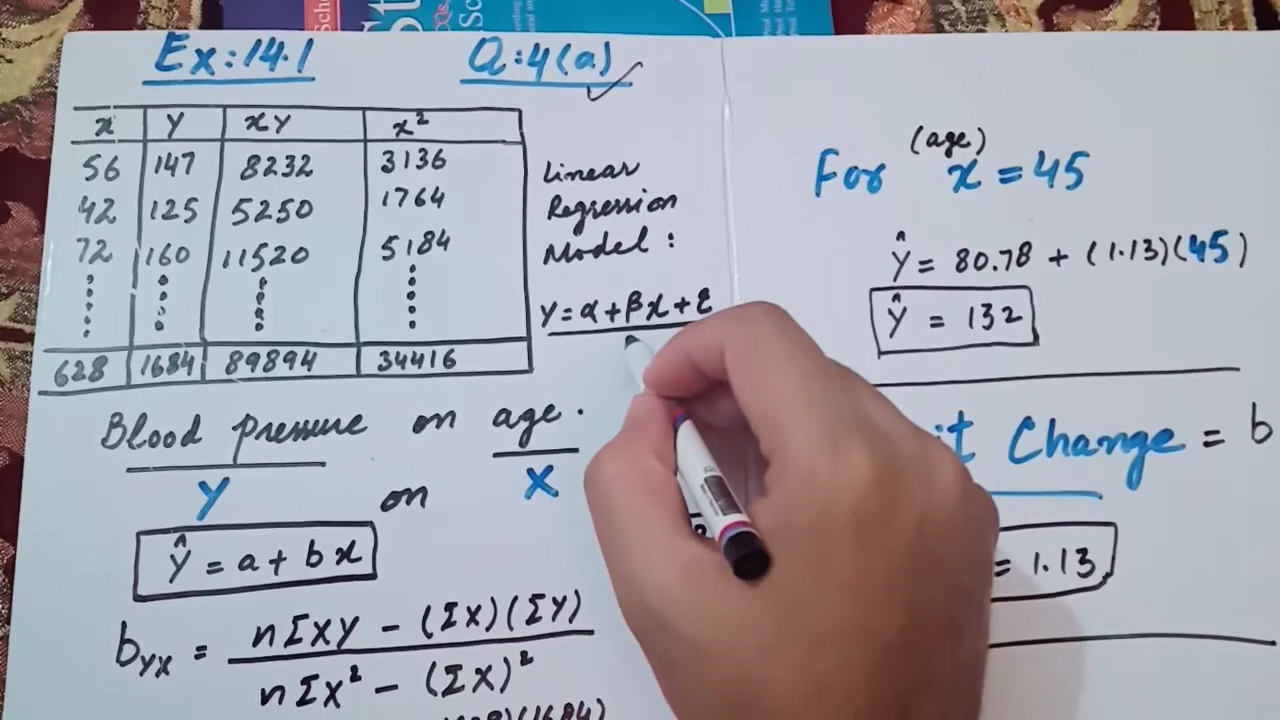 Ex:14.1 Q:4(a)
x Y xY x²
56 147 8232 3136
42 125 5250 1764
72 160 11520 5184
628 1684 89894 34416
Linear
Regression
Model:
Y=α+βx+ε
Blood pressure on age.
Y on X
Ŷ = a + bx
bYX = nΣXY - (ΣX)(ΣY)
nΣX² - (ΣX)²
)(1684)
(age)
For x = 45
Ŷ = 80.78 + (1.13)(45)
Ŷ = 132
it Change = b
= 1.13